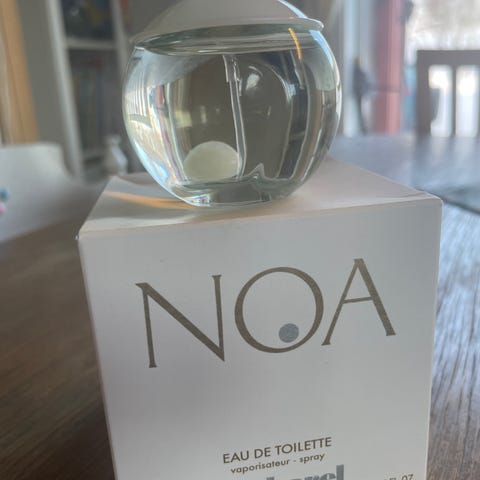 NOA
EAU DE TOILETTE
vaporisateur - spray